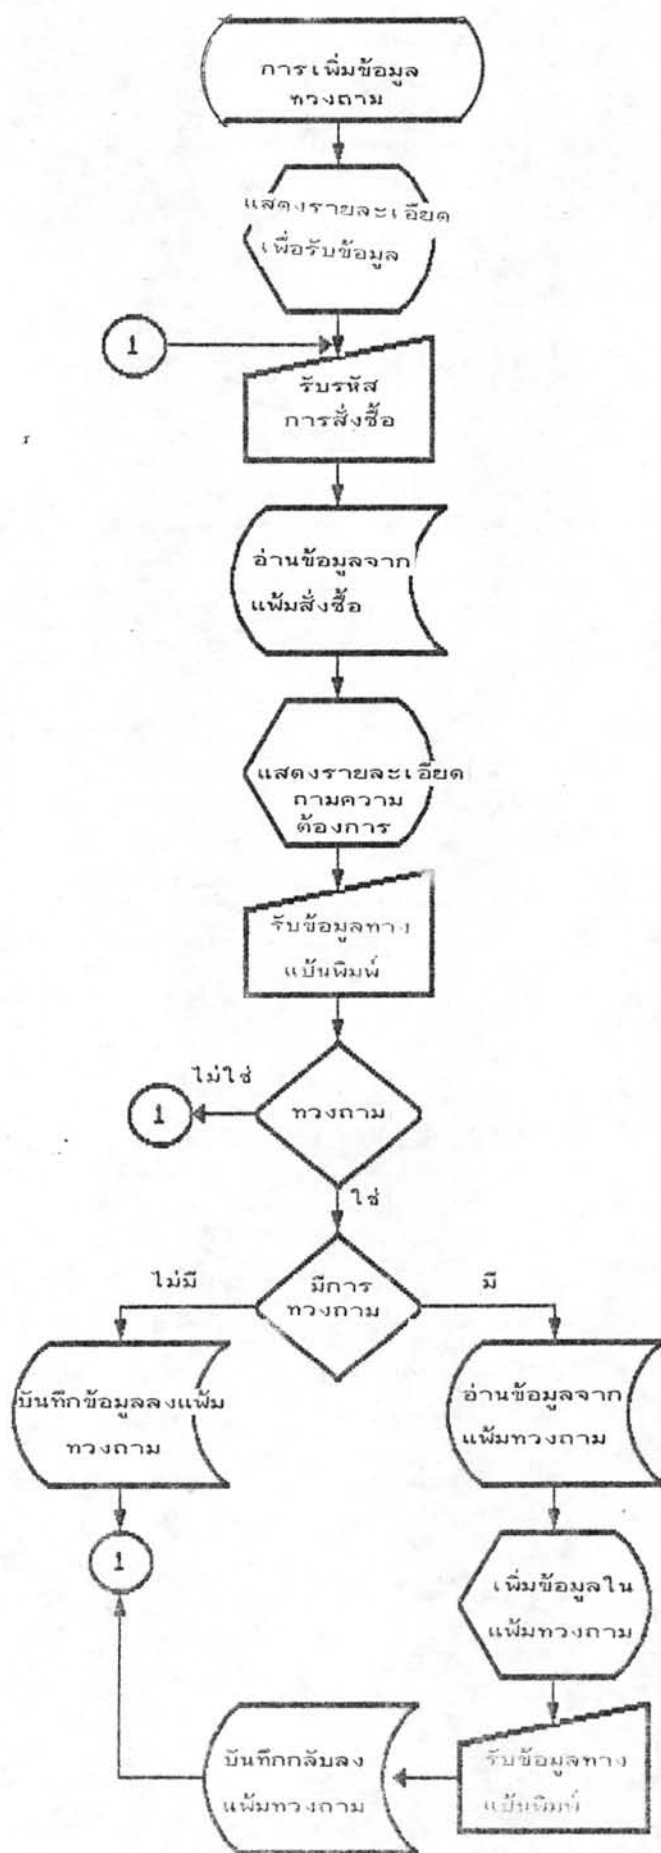 การเพิ่มข้อมูล
ทวงถาม
แสดงรายละเอียด
เพื่อรับข้อมูล
1
รับรหัส
การสั่งซื้อ
อ่านข้อมูลจาก
แฟ้มสั่งซื้อ
แสดงรายละเอียด
ถามความ
ต้องการ
รับข้อมูลทาง
แป้นพิมพ์
ไม่ใช่
1
ทวงถาม
ใช่
ไม่มี
มีการ
ทวงถาม
มี
บันทึกข้อมูลลงแฟ้ม
ทวงถาม
อ่านข้อมูลจาก
แฟ้มทวงถาม
1
เพิ่มข้อมูลใน
แฟ้มทวงถาม
บันทึกกลับลง
แฟ้มทวงถาม
รับข้อมูลทาง
แป้นพิมพ์